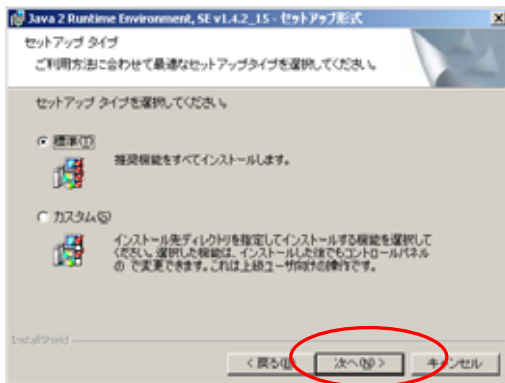 Java 2 Runtime Environment, SE v1.4.2_15 - セットアップ形式
セットアップ タイプ
ご利用方法に合わせて最適なセットアップタイプを選択してください。
セットアップ タイプを選択してください。
標準(T)
推奨機能をすべてインストールします。
カスタム(S)
インストール先ディレクトリを指定してインストールする機能を選択して
ください。選択した機能は、インストールした後でもコントロールパネル
の で変更できます。これは上級ユーザ向けの操作です。
InstallShield
< 戻る(B)
次へ(N) >
キャンセル